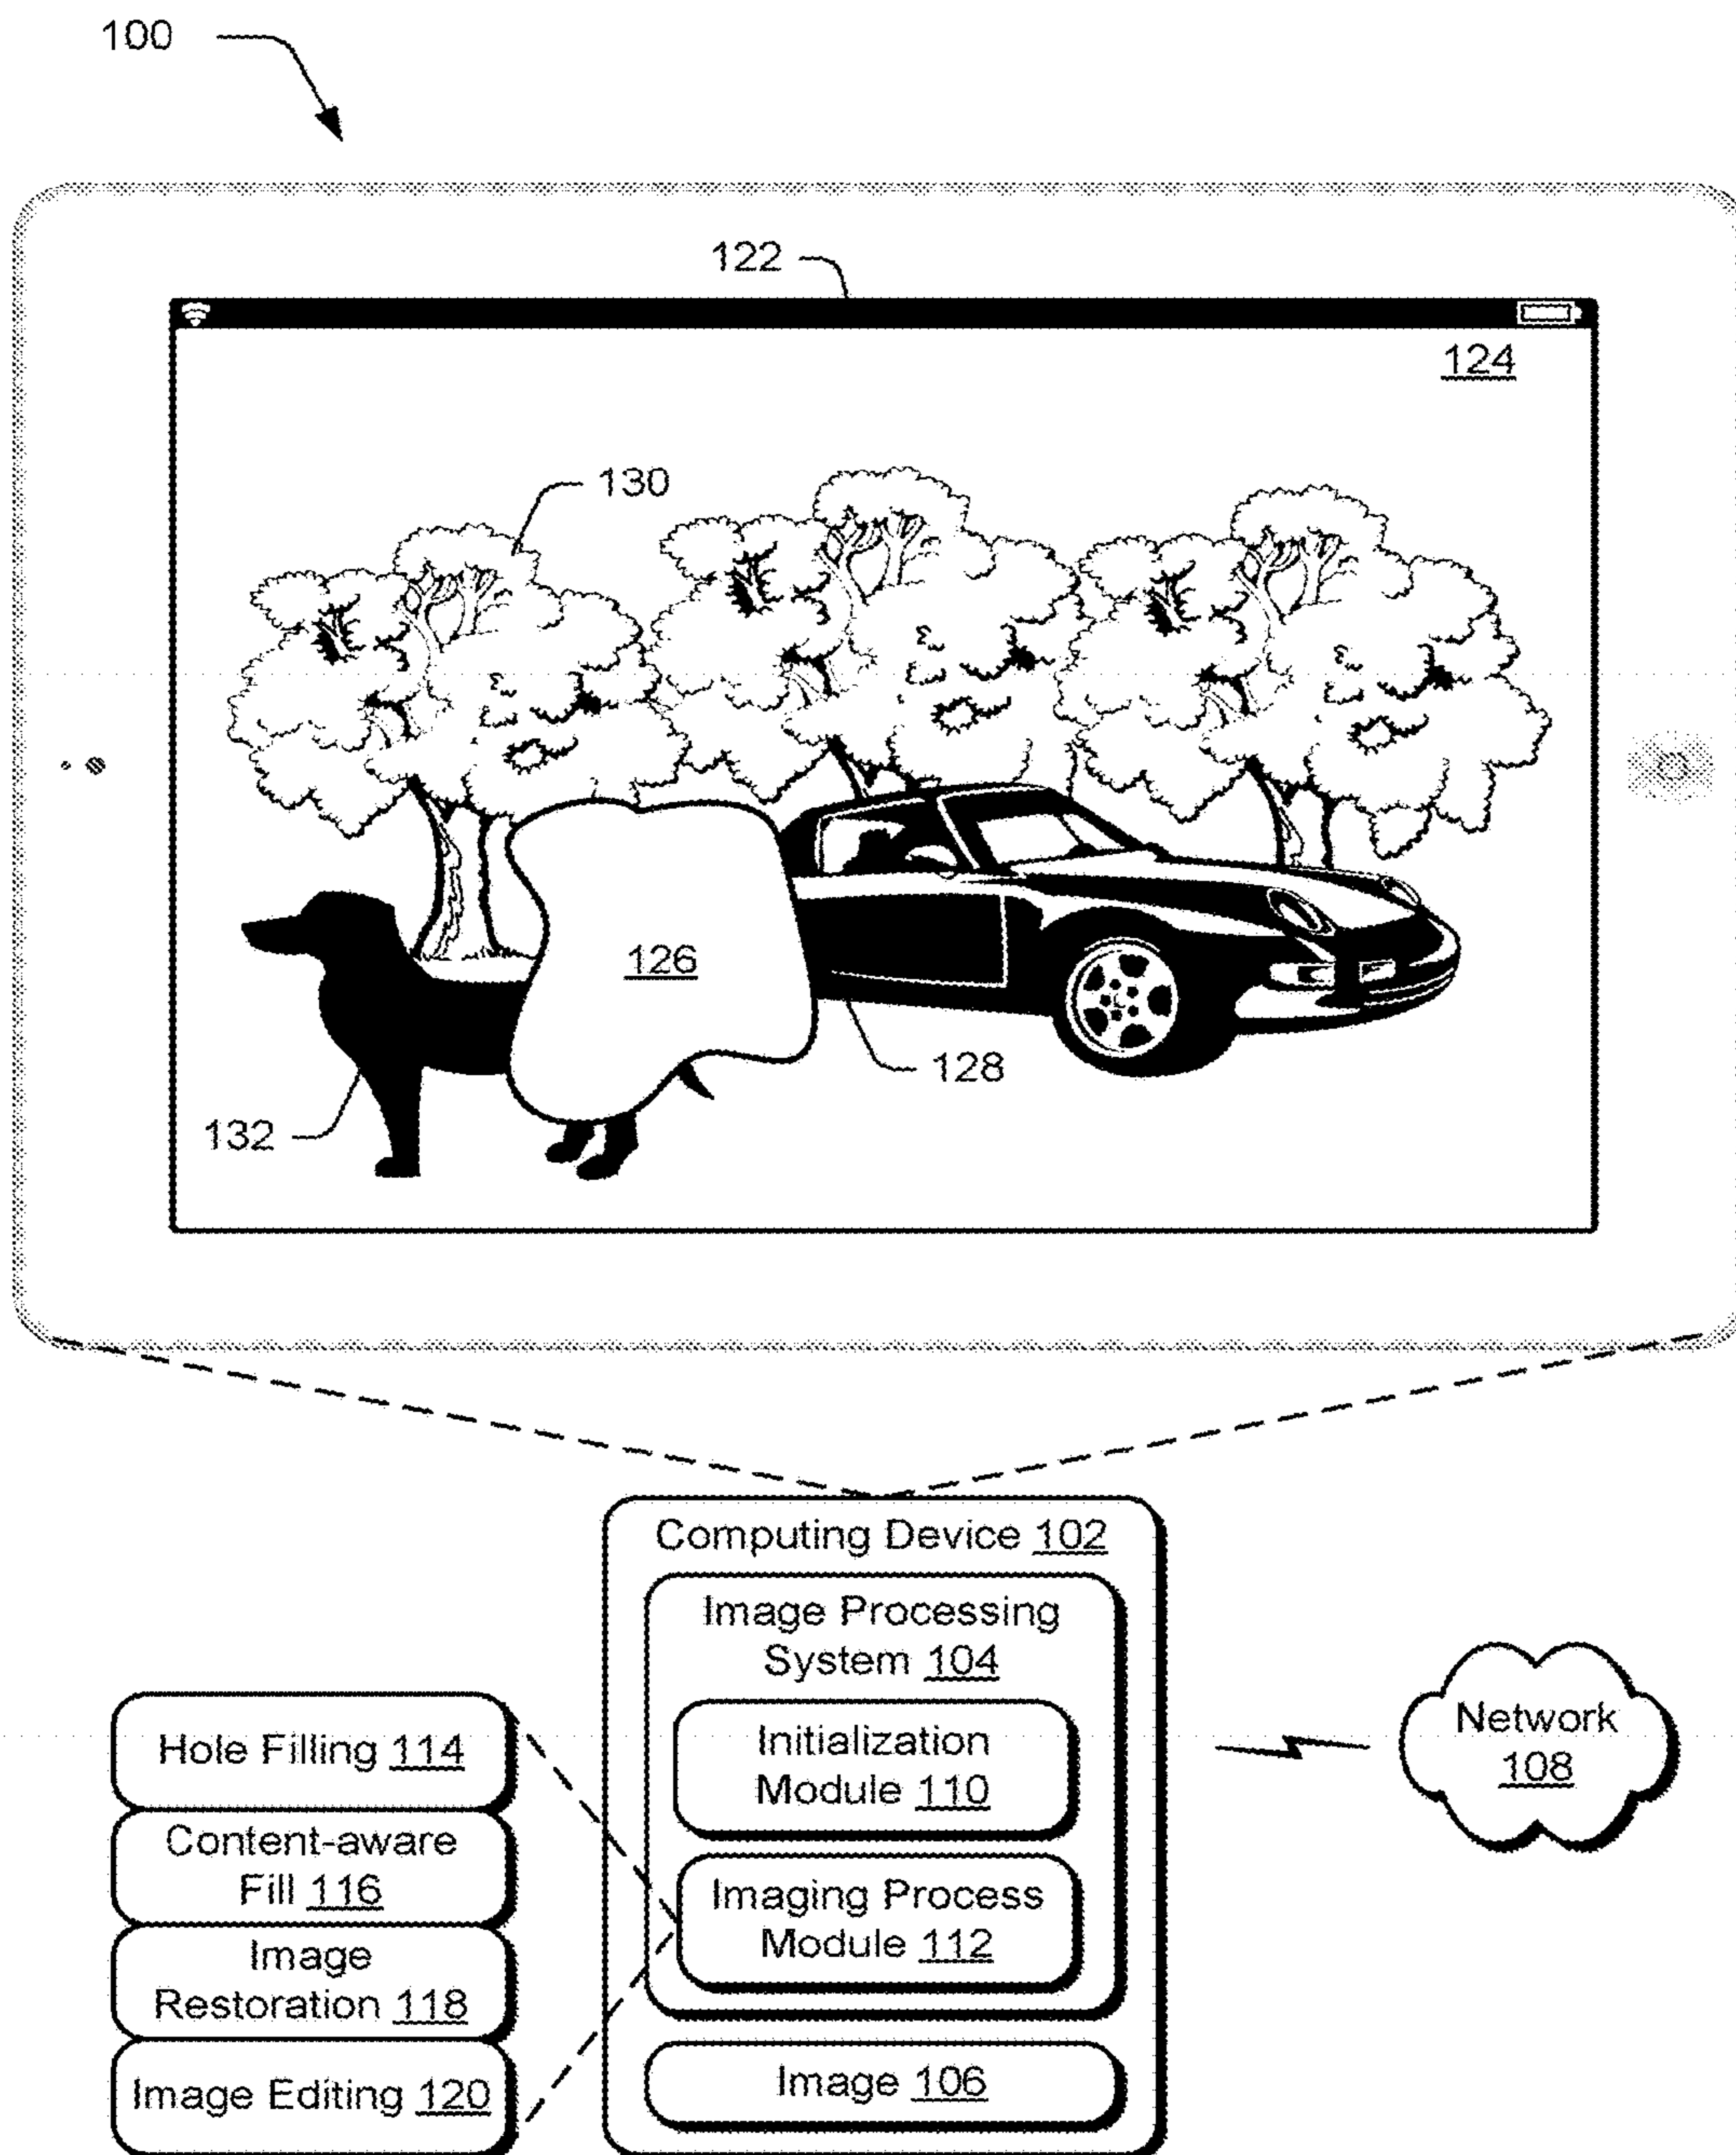 100
122
124
130
126
128
132
Computing Device 102
Image Processing
System 104
Initialization
Module 110
Imaging Process
Module 112
Image 106
Hole Filling 114
Content-aware
Fill 116
Image
Restoration 118
Image Editing 120
Network
108